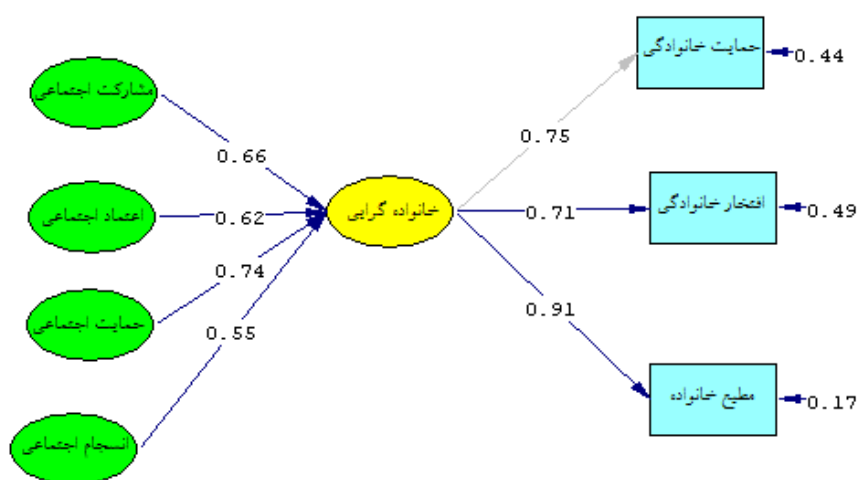 مشارکت اجتماعی
اعتماد اجتماعی
حمایت اجتماعی
انسجام اجتماعی
0.66
0.62
0.74
0.55
خانواده گرایی
0.75
0.71
0.91
حمایت خانوادگی
0.44
افتخار خانوادگی
0.49
مطیع خانواده
0.17